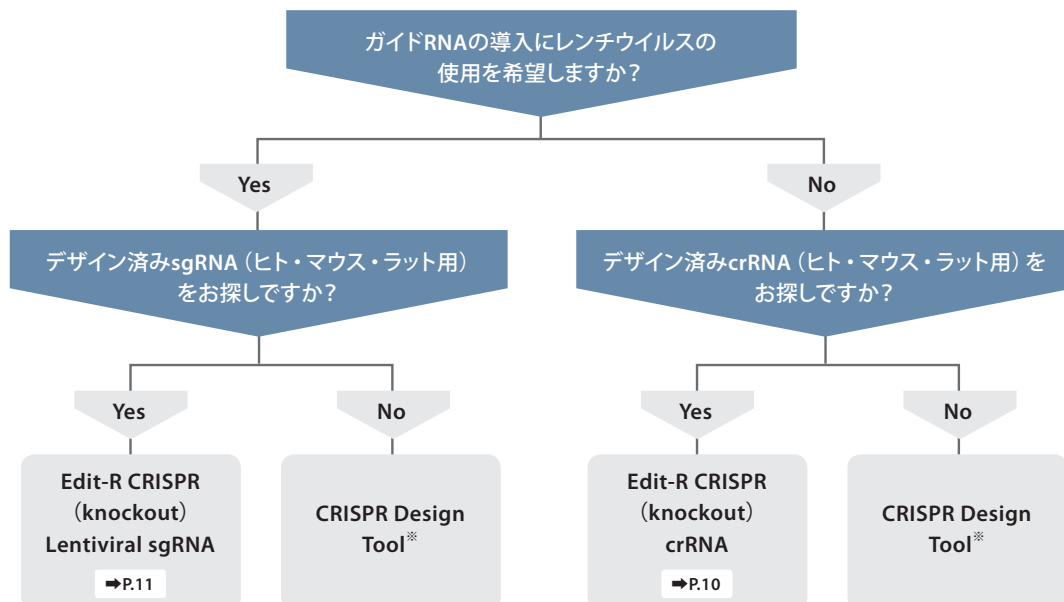 ガイドRNAの導入にレンチウイルスの
使用を希望しますか？
Yes
No
デザイン済みsgRNA（ヒト・マウス・ラット用）
をお探しですか？
デザイン済みcrRNA（ヒト・マウス・ラット用）を
お探しですか？
Yes
No
Yes
No
Edit-R CRISPR
（knockout）
Lentiviral sgRNA
➡P.11
CRISPR Design
Tool※
Edit-R CRISPR
（knockout）
crRNA
➡P.10
CRISPR Design
Tool※